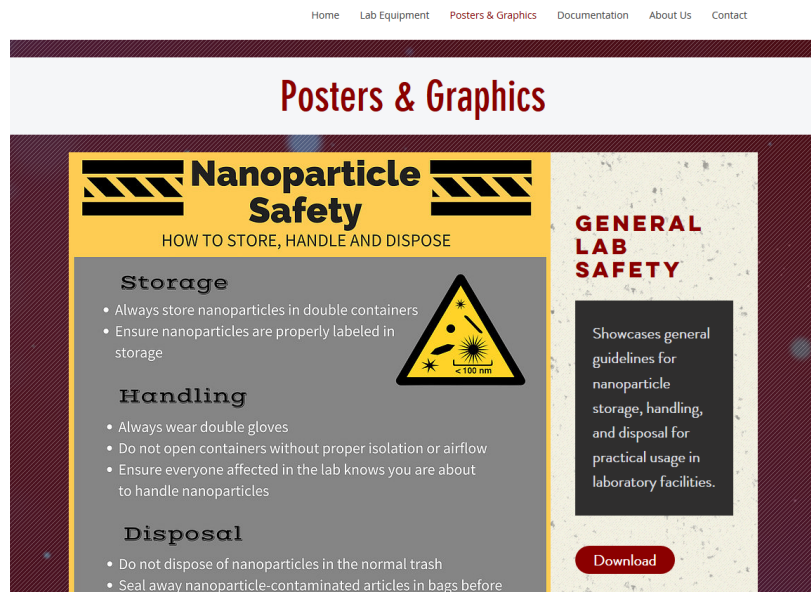 Home Lab Equipment Posters & Graphics Documentation About Us Contact
Posters & Graphics
Nanoparticle
Safety
HOW TO STORE, HANDLE AND DISPOSE
Storage
• Always store nanoparticles in double containers
• Ensure nanoparticles are properly labeled in
storage
< 100 nm
Handling
• Always wear double gloves
• Do not open containers without proper isolation or airflow
• Ensure everyone affected in the lab knows you are about
to handle nanoparticles
Disposal
• Do not dispose of nanoparticles in the normal trash
• Seal away nanoparticle-contaminated articles in bags before
GENERAL
LAB
SAFETY
Showcases general
guidelines for
nanoparticle
storage, handling,
and disposal for
practical usage in
laboratory facilities.
Download